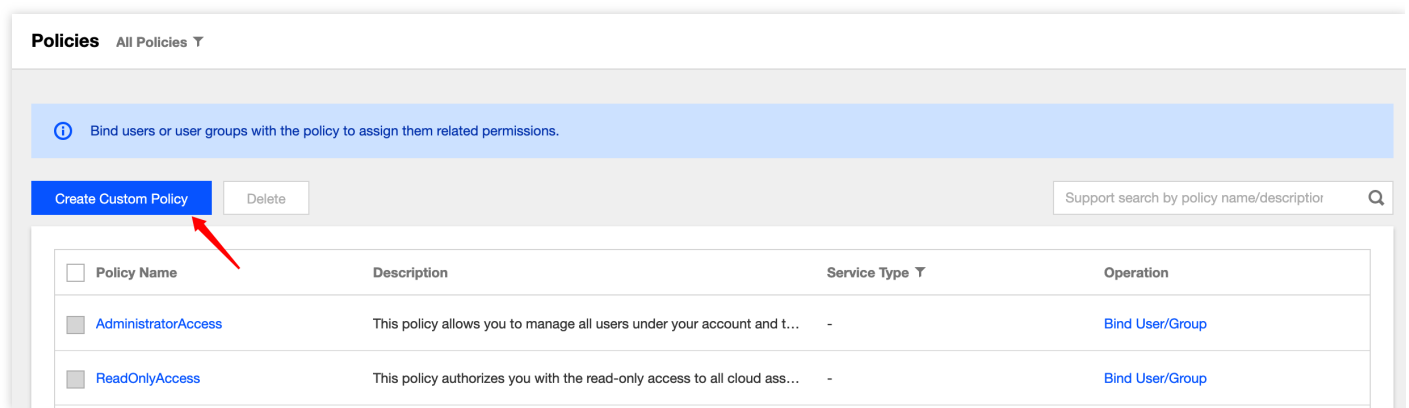 Policies All Policies
Bind users or user groups with the policy to assign them related permissions.
Create Custom Policy Delete Support search by policy name/description
Policy Name Description Service Type Operation
AdministratorAccess This policy allows you to manage all users under your account and t... - Bind User/Group
ReadOnlyAccess This policy authorizes you with the read-only access to all cloud ass... - Bind User/Group